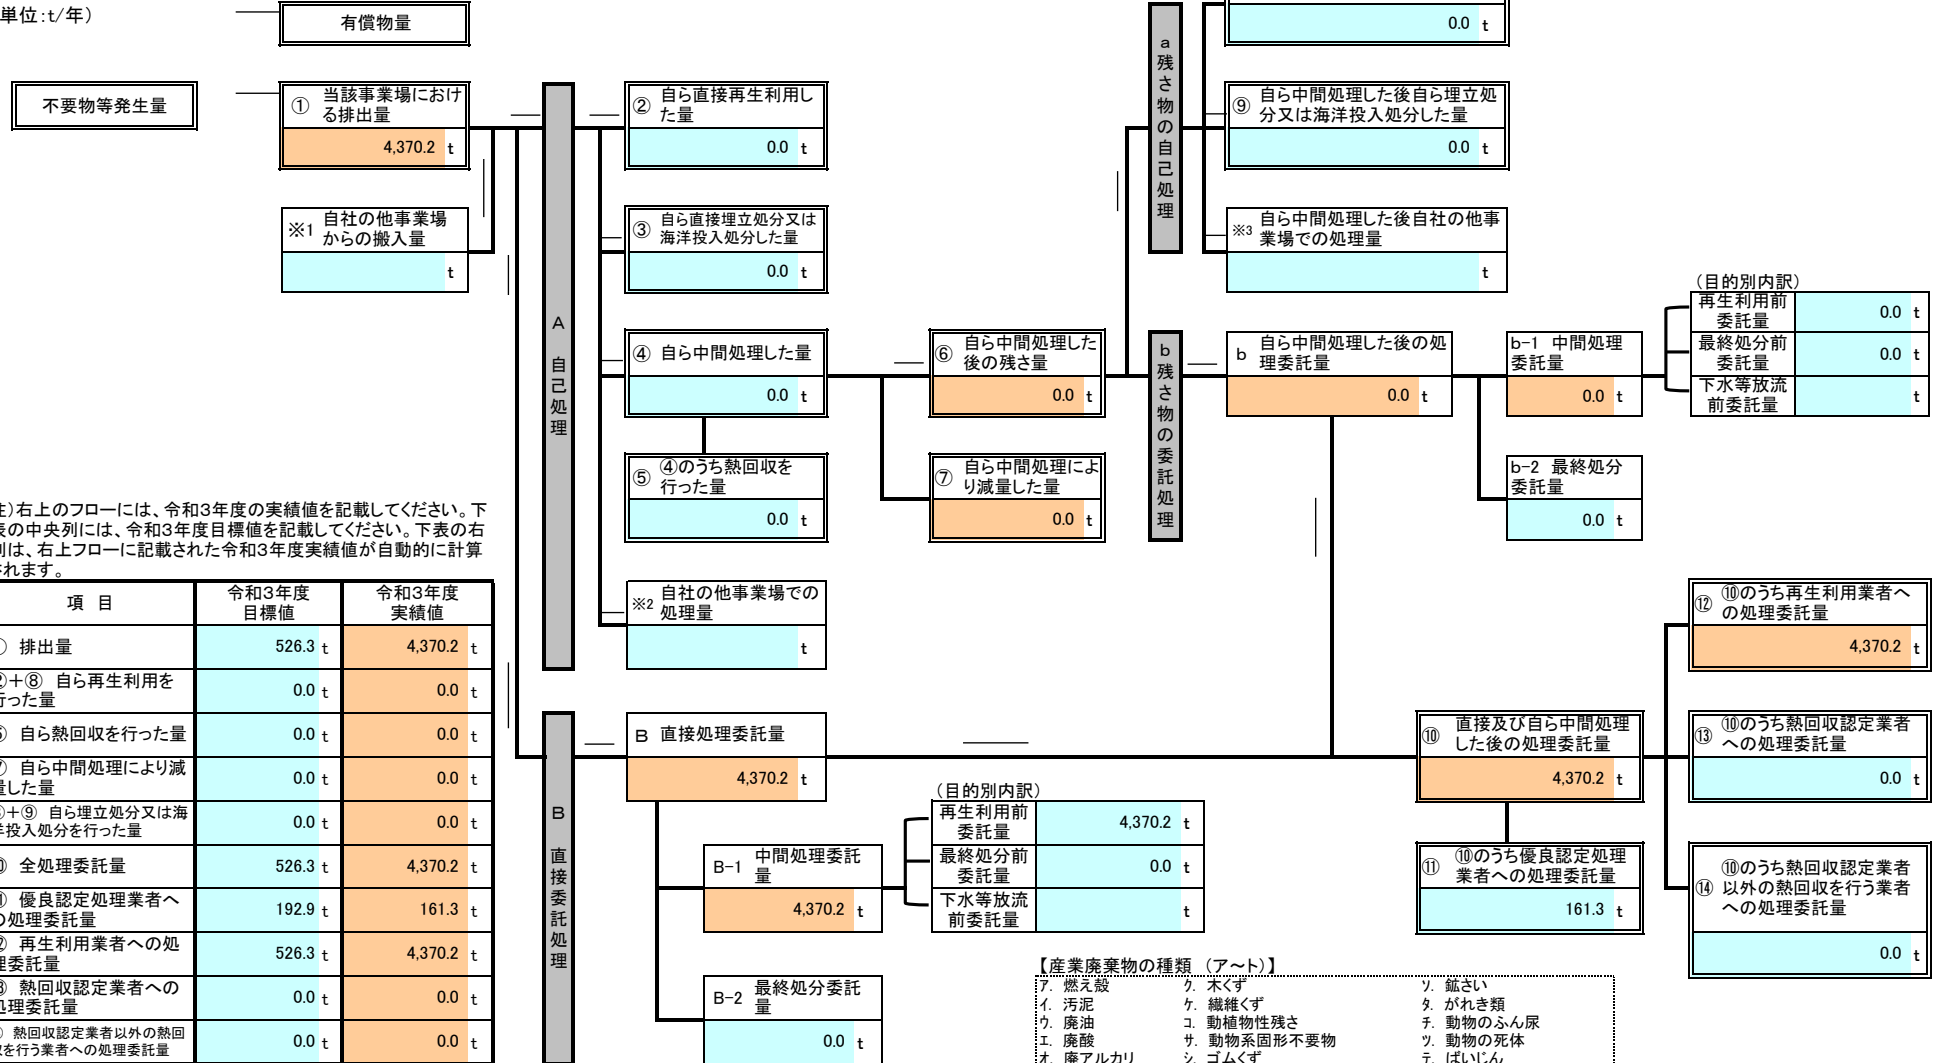 単位:t/年)
有償物量
0.0 t
不要物等発生量
① 当該事業場におけ
る排出量
4,370.2 t
※1 自社の他事業場
からの搬入量
t
A 自己処理
② 自ら直接再生利用し
た量
0.0 t
③ 自ら直接埋立処分又は
海洋投入処分した量
0.0 t
④ 自ら中間処理した量
0.0 t
⑤ ④のうち熱回収を
行った量
0.0 t
※2 自社の他事業場での
処理量
t
⑥ 自ら中間処理した
後の残さ量
0.0 t
⑦ 自ら中間処理によ
り減量した量
0.0 t
a残さ物の自己処理
⑨ 自ら中間処理した後自ら埋立処
分又は海洋投入処分した量
0.0 t
※3 自ら中間処理した後自社の他事
業場での処理量
t
b残さ物の委託処理
b 自ら中間処理した後の処
理委託量
0.0 t
b-1 中間処理
委託量
0.0 t
b-2 最終処分
委託量
0.0 t
(目的別内訳)
再生利用前
委託量
0.0 t
最終処分前
委託量
0.0 t
下水等放流
前委託量
t
)右上のフローには、令和3年度の実績値を記載してください。下
の中央列には、令和3年度目標値を記載してください。下表の右
は、右上フローに記載された令和3年度実績値が自動的に計算
れます。
項 目
令和3年度
目標値
令和3年度
実績値
排出量
526.3 t
4,370.2 t
+⑧ 自ら再生利用を
った量
0.0 t
0.0 t
自ら熱回収を行った量
0.0 t
0.0 t
自ら中間処理により減
した量
0.0 t
0.0 t
+⑨ 自ら埋立処分又は海
投入処分を行った量
0.0 t
0.0 t
全処理委託量
526.3 t
4,370.2 t
優良認定処理業者へ
処理委託量
192.9 t
161.3 t
再生利用業者への処
委託量
526.3 t
4,370.2 t
熱回収認定業者への
理委託量
0.0 t
0.0 t
熱回収認定業者以外の熱回
を行う業者への処理委託量
0.0 t
0.0 t
B 直接委託処理
B 直接処理委託量
4,370.2 t
B-1 中間処理委託
量
4,370.2 t
B-2 最終処分委託
量
0.0 t
(目的別内訳)
再生利用前
委託量
4,370.2 t
最終処分前
委託量
0.0 t
下水等放流
前委託量
t
⑩ 直接及び自ら中間処理
した後の処理委託量
4,370.2 t
⑪ ⑩のうち優良認定処理
業者への処理委託量
161.3 t
⑫ ⑩のうち再生利用業者へ
の処理委託量
4,370.2 t
⑬ ⑩のうち熱回収認定業者
への処理委託量
0.0 t
⑭ ⑩のうち熱回収認定業者
以外の熱回収を行う業者
への処理委託量
0.0 t
【産業廃棄物の種類 (ア~ト)】
ア. 燃え殻 ク. 木くず ソ. 鉱さい
イ. 汚泥 ケ. 繊維くず タ. がれき類
ウ. 廃油 コ. 動植物性残さ チ. 動物のふん尿
エ. 廃酸 サ. 動物系固形不要物 ツ. 動物の死体
オ. 廃アルカリ シ. ゴムくず テ. ばいじん